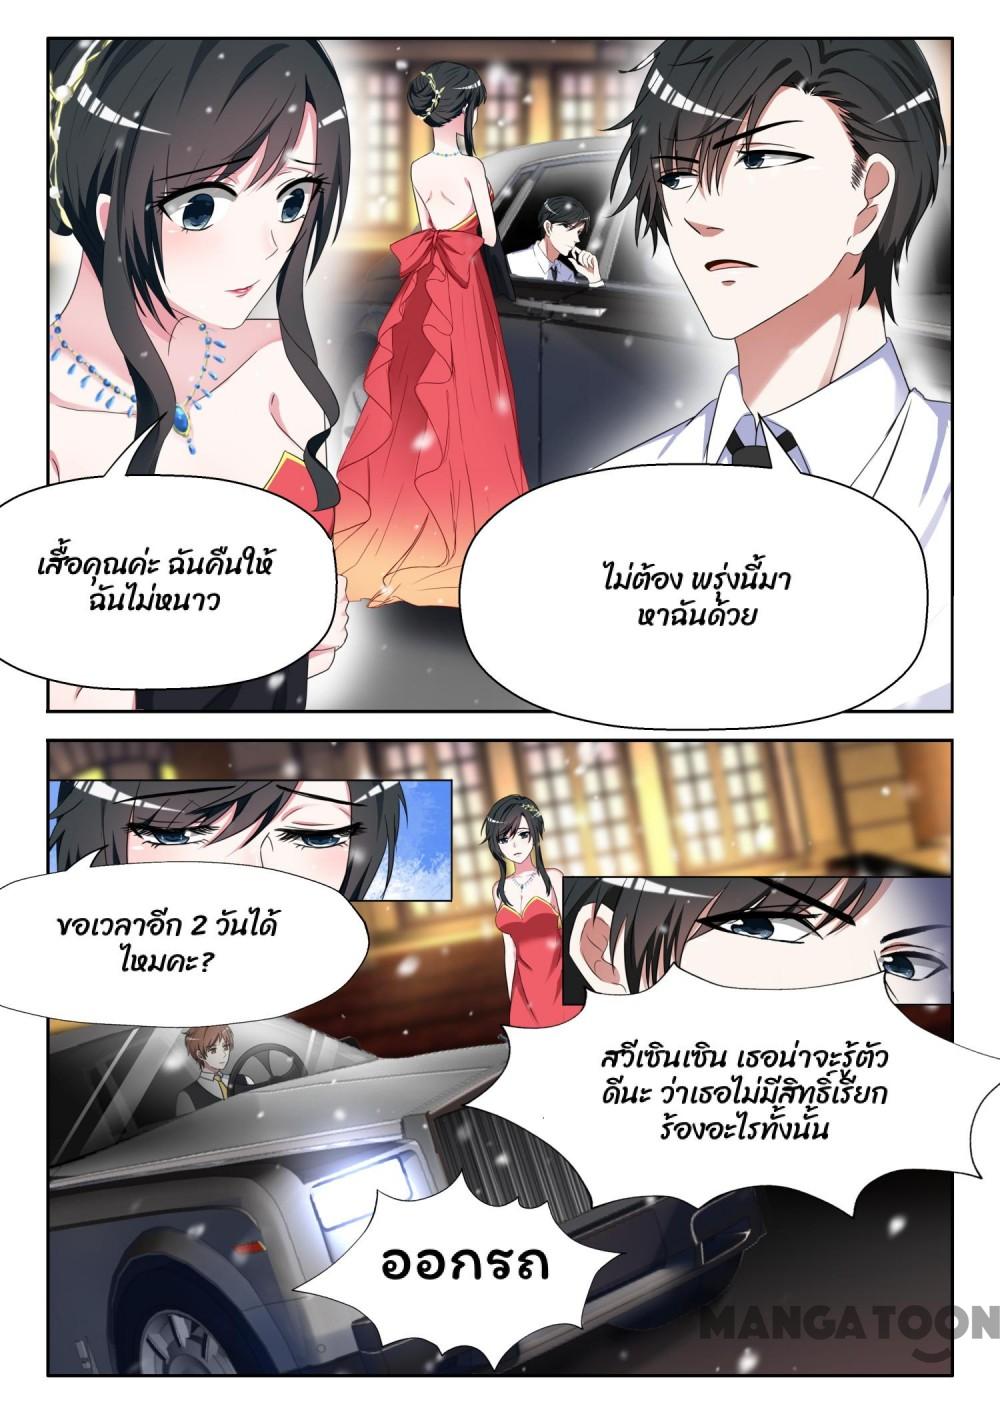 เสื้อคุณค่ะ ฉันคืนให้
ฉันไม่หนาว
ไม่ต้อง พรุ่งนี้มา
หาฉันด้วย
ขอเวลาอีก 2 วันได้
ไหมคะ?
สวีเซินเซิน เธอน่าจะรู้ตัว
ดีนะ ว่าเธอไม่มีสิทธิ์เรียก
ร้องอะไรทั้งนั้น
ออกรถ
MANGATOON